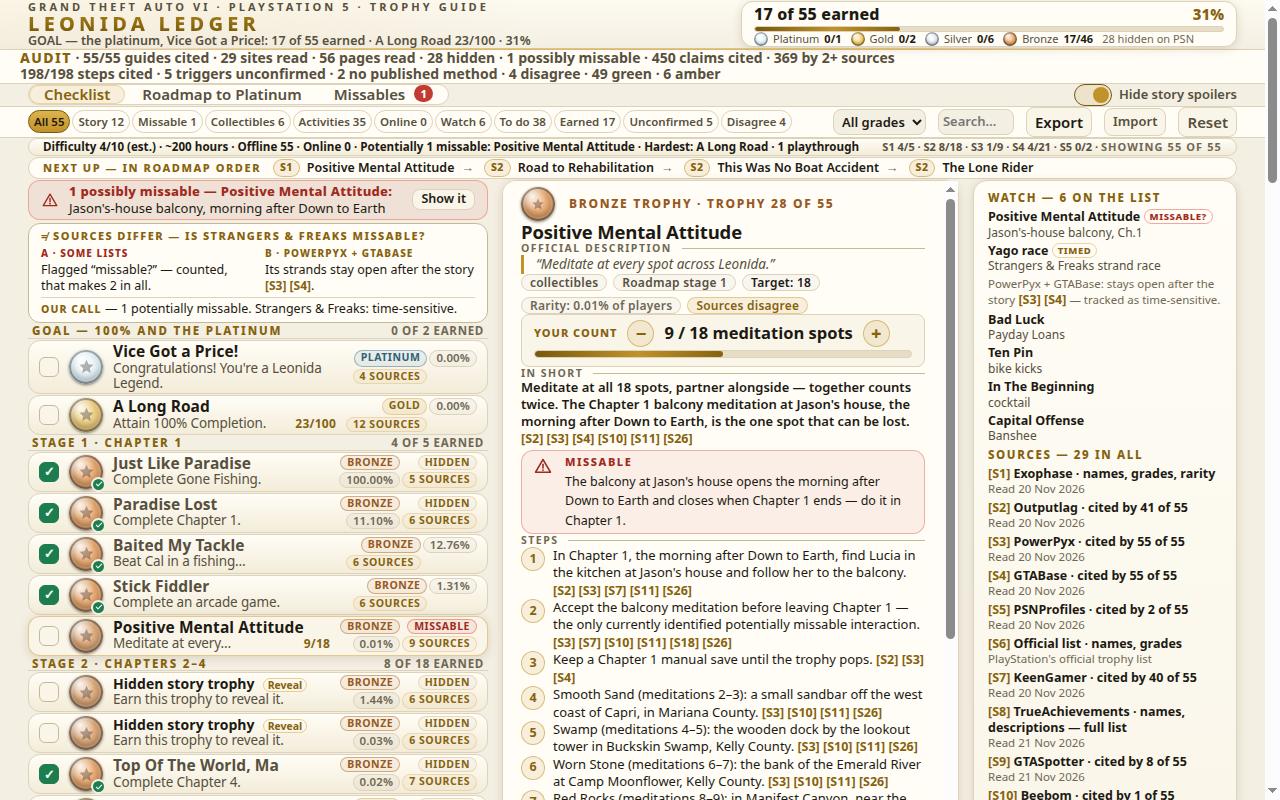 GRAND THEFT AUTO VI · PLAYSTATION 5 · TROPHY GUIDE
LEONIDA LEDGER
GOAL — the platinum, Vice Got a Price!: 17 of 55 earned · A Long Road 23/100 · 31%
17 of 55 earned 31%
Platinum 0/1 Gold 0/2 Silver 0/6 Bronze 17/46 28 hidden on PSN
AUDIT · 55/55 guides cited · 29 sites read · 56 pages read · 28 hidden · 1 possibly missable · 450 claims cited · 369 by 2+ sources
198/198 steps cited · 5 triggers unconfirmed · 2 no published method · 4 disagree · 49 green · 6 amber
Checklist Roadmap to Platinum Missables 1 Hide story spoilers
All 55 Story 12 Missable 1 Collectibles 6 Activities 35 Online 0 Watch 6 To do 38 Earned 17 Unconfirmed 5 Disagree 4 All grades Search... Export Import Reset
Difficulty 4/10 (est.) · ~200 hours · Offline 55 · Online 0 · Potentially 1 missable: Positive Mental Attitude · Hardest: A Long Road · 1 playthrough S1 4/5 · S2 8/18 · S3 1/9 · S4 4/21 · S5 0/2 · SHOWING 55 OF 55
NEXT UP — IN ROADMAP ORDER S1 Positive Mental Attitude → S2 Road to Rehabilitation → S2 This Was No Boat Accident → S2 The Lone Rider
1 possibly missable — Positive Mental Attitude:
Jason's-house balcony, morning after Down to Earth
Show it
≠ SOURCES DIFFER — IS STRANGERS & FREAKS MISSABLE?
A · SOME LISTS
Flagged “missable?” — counted,
that makes 2 in all.
B · POWERPYX + GTABASE
Its strands stay open after the story
[S3] [S4].
OUR CALL — 1 potentially missable. Strangers & Freaks: time-sensitive.
GOAL — 100% AND THE PLATINUM 0 OF 2 EARNED
Vice Got a Price!
Congratulations! You're a Leonida
Legend.
PLATINUM 0.00%
4 SOURCES
A Long Road
Attain 100% Completion. 23/100
GOLD 0.00%
12 SOURCES
STAGE 1 · CHAPTER 1 4 OF 5 EARNED
Just Like Paradise
Complete Gone Fishing.
BRONZE HIDDEN
100.00% 5 SOURCES
Paradise Lost
Complete Chapter 1.
BRONZE HIDDEN
11.10% 6 SOURCES
Baited My Tackle
Beat Cal in a fishing...
BRONZE 12.76%
6 SOURCES
Stick Fiddler
Complete an arcade game.
BRONZE 1.31%
6 SOURCES
Positive Mental Attitude
Meditate at every... 9/18
BRONZE MISSABLE
0.01% 9 SOURCES
STAGE 2 · CHAPTERS 2–4 8 OF 18 EARNED
Hidden story trophy Reveal
Earn this trophy to reveal it.
BRONZE HIDDEN
1.44% 6 SOURCES
Hidden story trophy Reveal
Earn this trophy to reveal it.
BRONZE HIDDEN
0.03% 6 SOURCES
Top Of The World, Ma
Complete Chapter 4.
BRONZE HIDDEN
0.02% 7 SOURCES
BRONZE TROPHY · TROPHY 28 OF 55
Positive Mental Attitude
OFFICIAL DESCRIPTION
“Meditate at every spot across Leonida.”
collectibles Roadmap stage 1 Target: 18
Rarity: 0.01% of players Sources disagree
YOUR COUNT − 9 / 18 meditation spots +
IN SHORT
Meditate at all 18 spots, partner alongside — together counts
twice. The Chapter 1 balcony meditation at Jason's house, the
morning after Down to Earth, is the one spot that can be lost.
[S2] [S3] [S4] [S10] [S11] [S26]
MISSABLE
The balcony at Jason's house opens the morning after
Down to Earth and closes when Chapter 1 ends — do it in
Chapter 1.
STEPS
1 In Chapter 1, the morning after Down to Earth, find Lucia in
the kitchen at Jason's house and follow her to the balcony.
[S2] [S3] [S7] [S11] [S26]
2 Accept the balcony meditation before leaving Chapter 1 —
the only currently identified potentially missable interaction.
[S3] [S7] [S10] [S11] [S18] [S26]
3 Keep a Chapter 1 manual save until the trophy pops. [S2] [S3]
[S4]
4 Smooth Sand (meditations 2–3): a small sandbar off the west
coast of Capri, in Mariana County. [S3] [S10] [S11] [S26]
5 Swamp (meditations 4–5): the wooden dock by the lookout
tower in Buckskin Swamp, Kelly County. [S3] [S10] [S11] [S26]
6 Worn Stone (meditations 6–7): the bank of the Emerald River
at Camp Moonflower, Kelly County. [S3] [S10] [S11] [S26]
7 Red Rocks (meditations 8–9): in Manifest Canyon, near the
WATCH — 6 ON THE LIST
Positive Mental Attitude MISSABLE?
Jason's-house balcony, Ch.1
Yago race TIMED
Strangers & Freaks strand race
PowerPyx + GTABase: stays open after the
story [S3] [S4] — tracked as time-sensitive.
Bad Luck
Payday Loans
Ten Pin
bike kicks
In The Beginning
cocktail
Capital Offense
Banshee
SOURCES — 29 IN ALL
[S1] Exophase · names, grades, rarity
Read 20 Nov 2026
[S2] Outputlag · cited by 41 of 55
Read 20 Nov 2026
[S3] PowerPyx · cited by 55 of 55
Read 20 Nov 2026
[S4] GTABase · cited by 55 of 55
Read 20 Nov 2026
[S5] PSNProfiles · cited by 2 of 55
Read 20 Nov 2026
[S6] Official list · names, grades
PlayStation's official trophy list
[S7] KeenGamer · cited by 40 of 55
Read 20 Nov 2026
[S8] TrueAchievements · names,
descriptions — full list
Read 21 Nov 2026
[S9] GTASpotter · cited by 8 of 55
Read 21 Nov 2026
[S10] Beebom · cited by 1 of 55